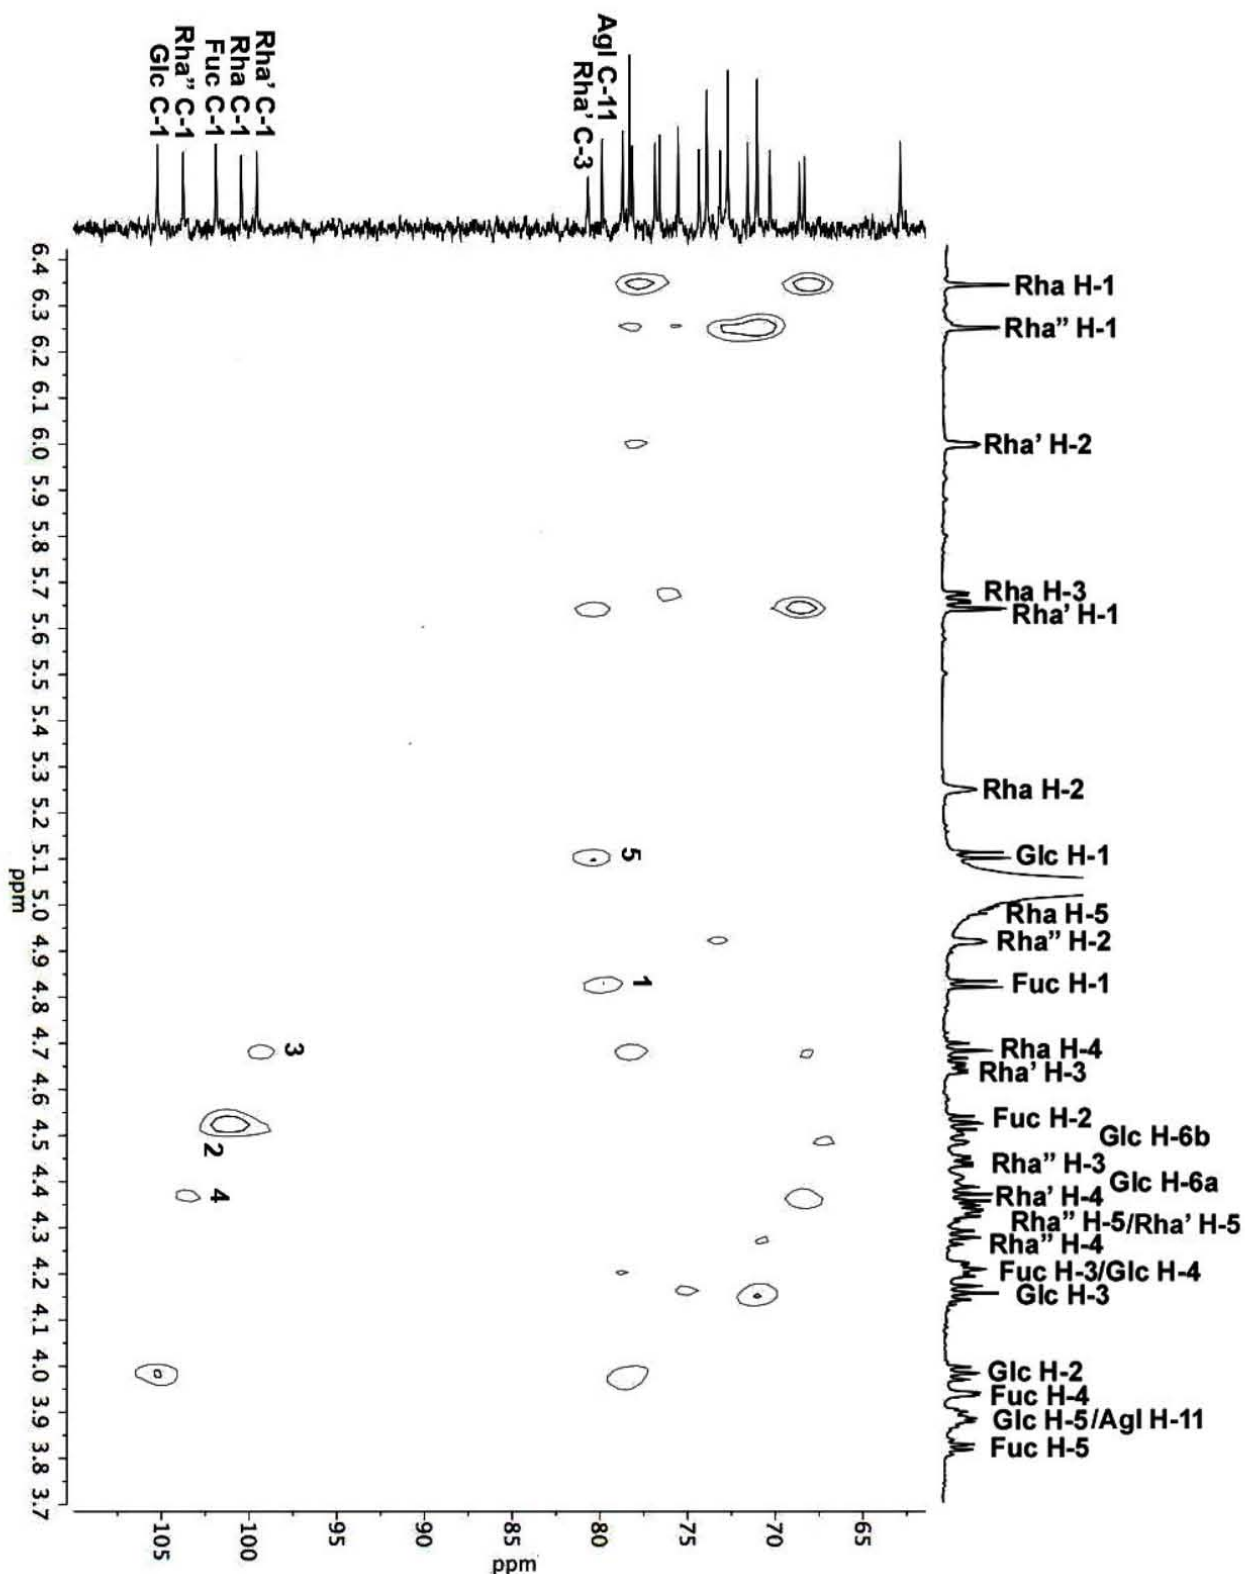 Glc C-1
Rha” C-1
Fuc C-1
Rha C-1
Rha’ C-1
Rha’ C-3
Agl C-11
6.4
6.3
6.2
6.1
6.0
5.9
5.8
5.7
5.6
5.5
5.4
5.3
5.2
5.1
5.0
4.9
4.8
4.7
4.6
4.5
4.4
4.3
4.2
4.1
4.0
3.9
3.8
3.7
ppm
Rha H-1
Rha” H-1
Rha’ H-2
Rha H-3
Rha’ H-1
Rha H-2
Glc H-1
Rha H-5
Rha” H-2
Fuc H-1
Rha H-4
Rha’ H-3
Fuc H-2
Glc H-6b
Rha” H-3
Glc H-6a
Rha’ H-4
Rha” H-5/Rha’ H-5
Rha” H-4
Fuc H-3/Glc H-4
Glc H-3
Glc H-2
Fuc H-4
Glc H-5/Agl H-11
Fuc H-5
5
1
3
2
4
105
100
95
90
85
80
75
70
65
ppm